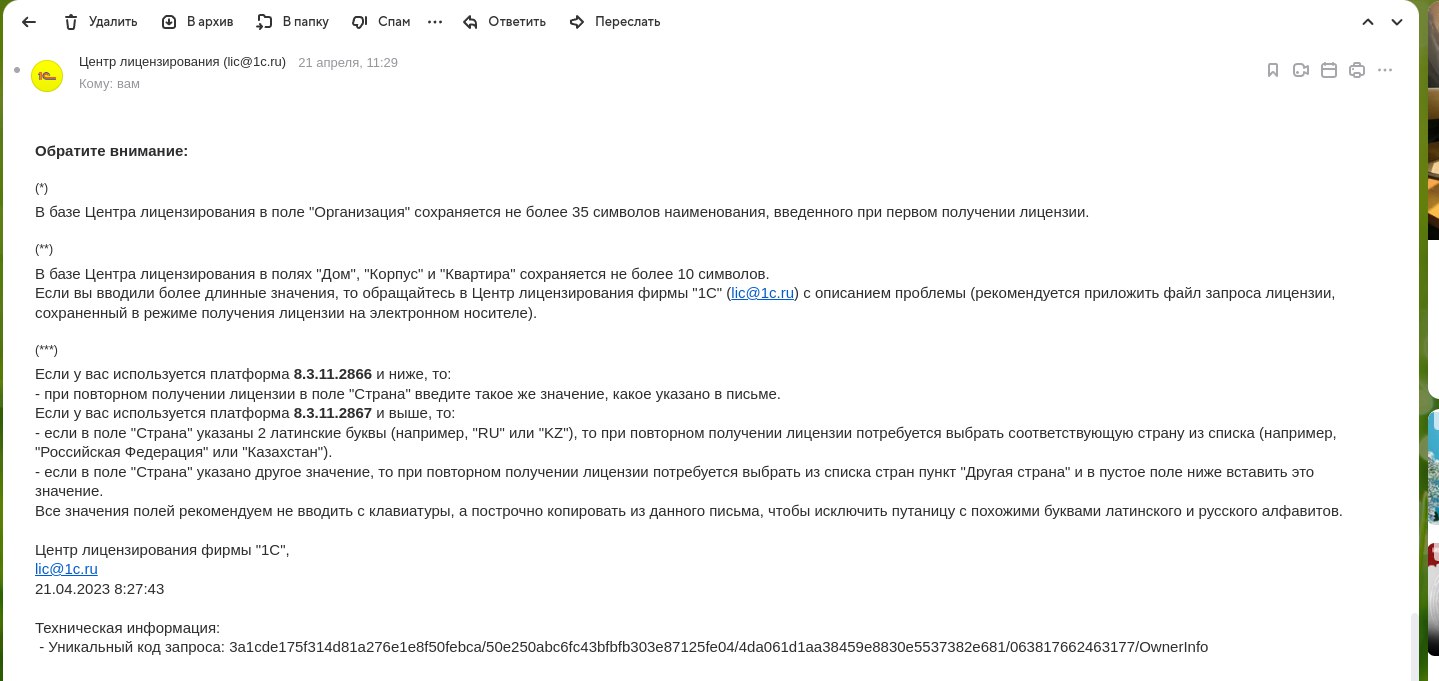 Удалить В архив В папку Спам Ответить Переслать
Центр лицензирования (lic@1c.ru) 21 апреля, 11:29
1С
Кому: вам
Обратите внимание:
(*)
В базе Центра лицензирования в поле "Организация" сохраняется не более 35 символов наименования, введенного при первом получении лицензии.
(**)
В базе Центра лицензирования в полях "Дом", "Корпус" и "Квартира" сохраняется не более 10 символов.
Если вы вводили более длинные значения, то обращайтесь в Центр лицензирования фирмы "1С" (lic@1c.ru) с описанием проблемы (рекомендуется приложить файл запроса лицензии,
сохраненный в режиме получения лицензии на электронном носителе).
(***)
Если у вас используется платформа 8.3.11.2866 и ниже, то:
- при повторном получении лицензии в поле "Страна" введите такое же значение, какое указано в письме.
Если у вас используется платформа 8.3.11.2867 и выше, то:
- если в поле "Страна" указаны 2 латинские буквы (например, "RU" или "KZ"), то при повторном получении лицензии потребуется выбрать соответствующую страну из списка (например,
"Российская Федерация" или "Казахстан").
- если в поле "Страна" указано другое значение, то при повторном получении лицензии потребуется выбрать из списка стран пункт "Другая страна" и в пустое поле ниже вставить это
значение.
Все значения полей рекомендуем не вводить с клавиатуры, а построчно копировать из данного письма, чтобы исключить путаницу с похожими буквами латинского и русского алфавитов.
Центр лицензирования фирмы "1С",
lic@1c.ru
21.04.2023 8:27:43
Техническая информация:
- Уникальный код запроса: 3a1cde175f314d81a276e1e8f50febca/50e250abc6fc43bfbfb303e87125fe04/4da061d1aa38459e8830e5537382e681/063817662463177/OwnerInfo